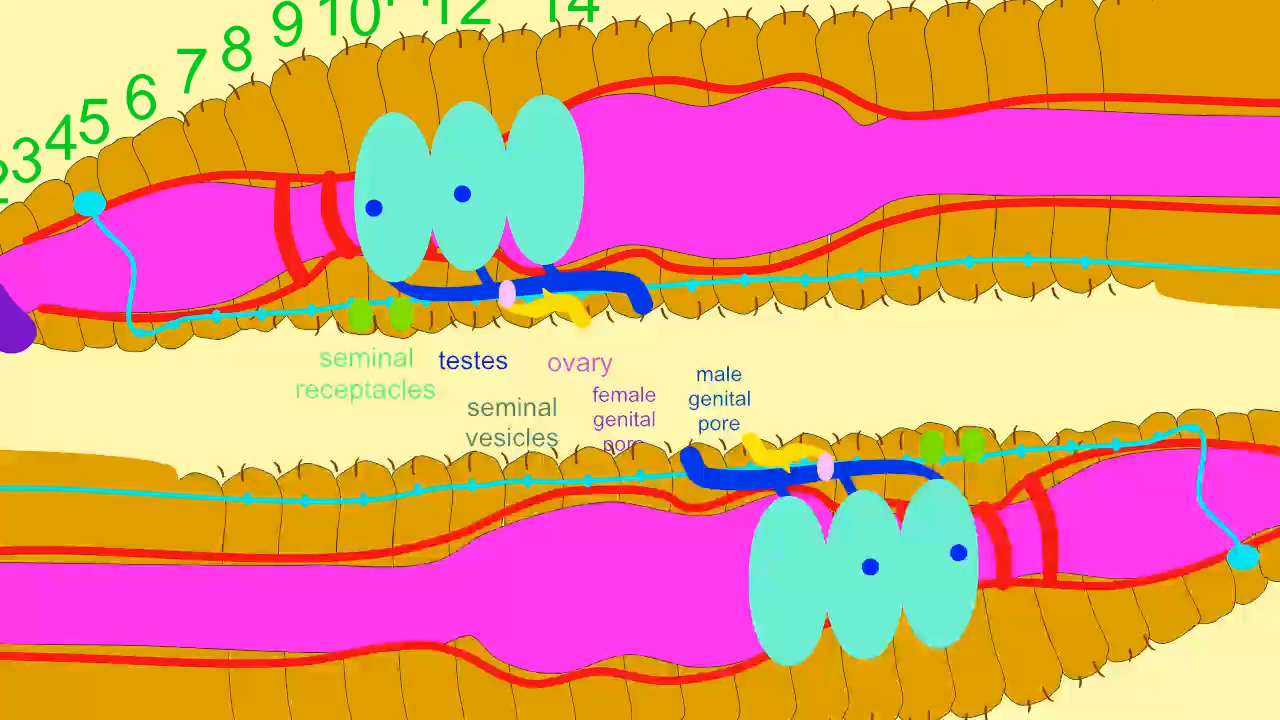 3
4
5
6
7
8
9
10
12
14
seminal
receptacles
testes
seminal
vesicles
ovary
female
genital
pore
male
genital
pore